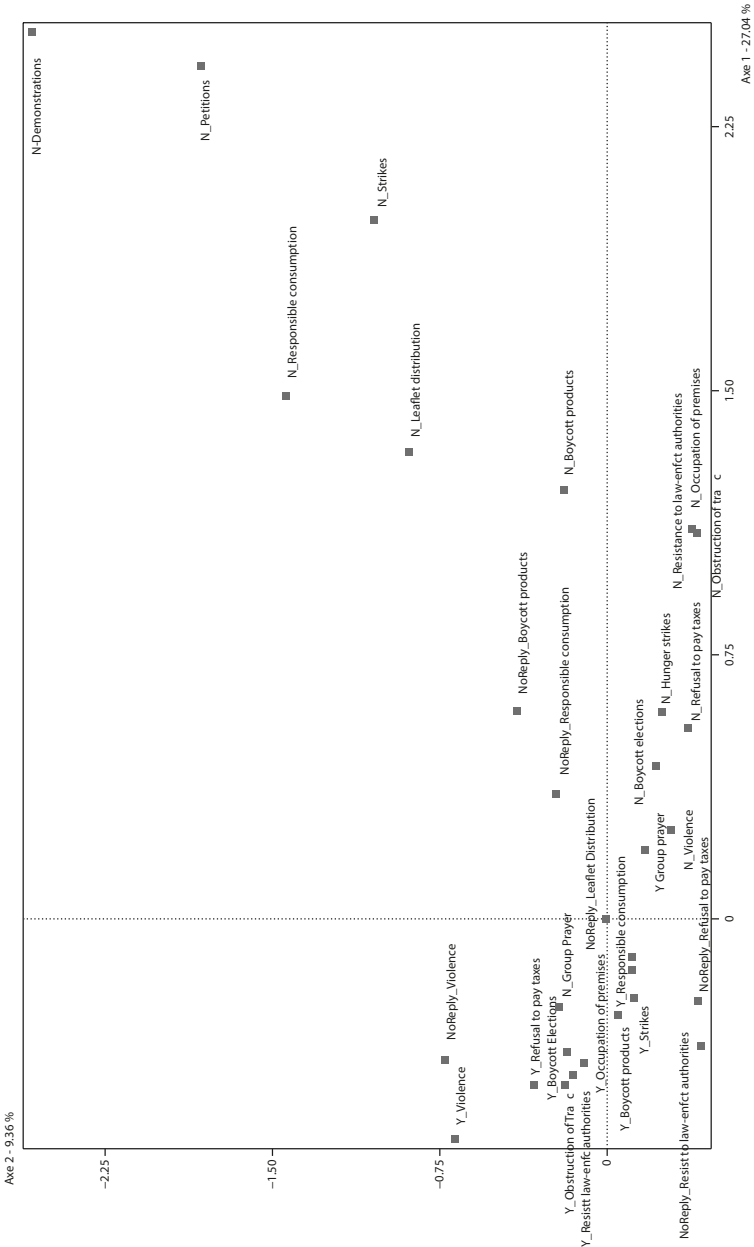 Axe 2 - 9.36 %
Axe 1 - 27.04 %
N-Demonstrations
N_Petitions
N_Strikes
N_Responsible consumption
N_Leaflet distribution
N_Boycott products
N_Resistance to law-enfct authorities
N_Occupation of premises
N_Obstruction of tra c
NoReply_Boycott products
NoReply_Responsible consumption
N_Hunger strikes
N_Refusal to pay taxes
N_Boycott elections
Y Group prayer
N_Violence
NoReply_Leaflet Distribution
NoReply_Refusal to pay taxes
Y_Responsible consumption
N_Group Prayer
NoReply_Violence
Y_Refusal to pay taxes
Y_Boycott Elections
Y_Occupation of premises
Y_Strikes
Y_Boycott products
Y_Violence
Y_Obstruction of Tra c
Y_Resistt law-enfc authorities
NoReply_Resist to law-enfct authorities
2.25
1.50
0.75
0
−2.25
−1.50
−0.75
0